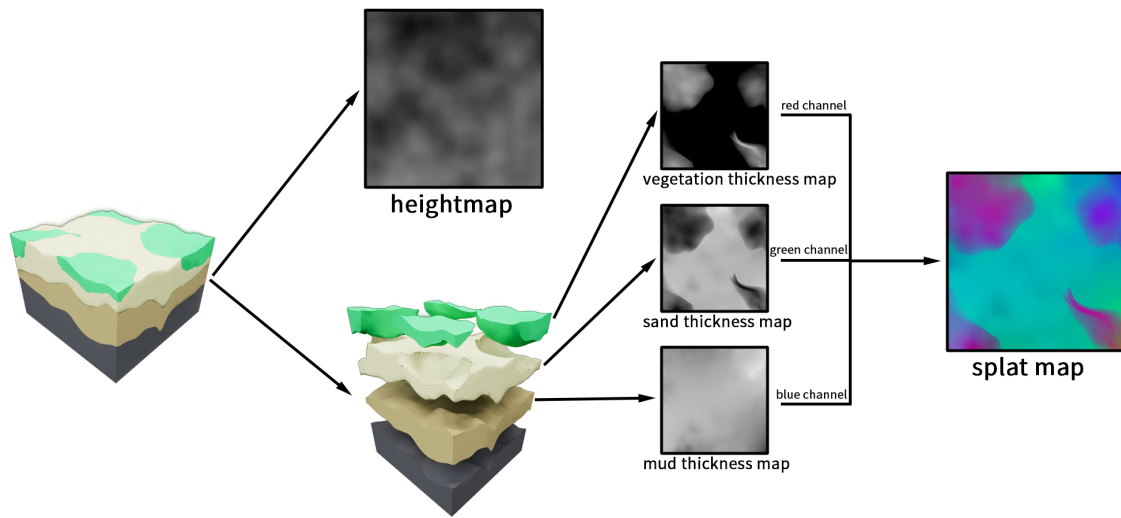 heightmap
vegetation thickness map
red channel
sand thickness map
green channel
mud thickness map
blue channel
splat map